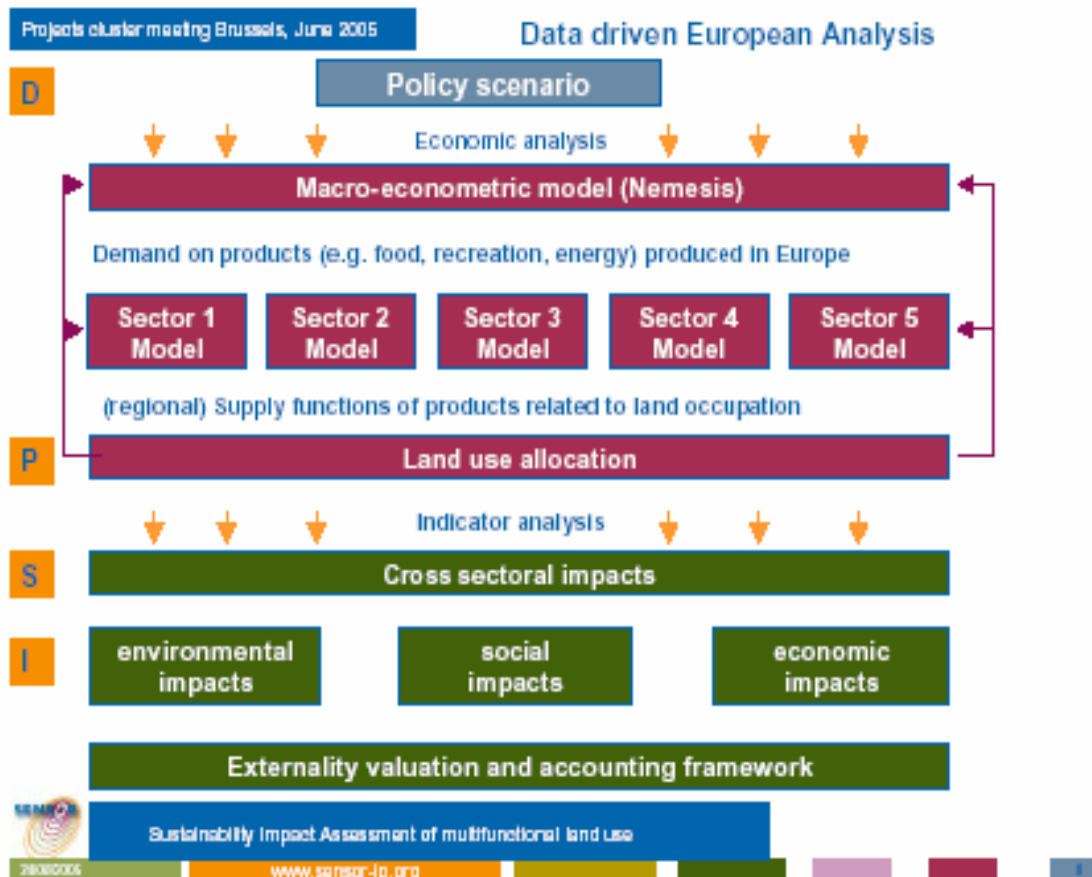 Projects cluster meeting Brussels, June 2005
Data driven European Analysis
D
Policy scenario
Economic analysis
Macro-econometric model (Nemesis)
Demand on products (e.g. food, recreation, energy) produced in Europe
Sector 1
Model
Sector 2
Model
Sector 3
Model
Sector 4
Model
Sector 5
Model
(regional) Supply functions of products related to land occupation
P
Land use allocation
Indicator analysis
S
Cross sectoral impacts
I
environmental
impacts
social
impacts
economic
impacts
Externality valuation and accounting framework
SENSOR
Sustainability Impact Assessment of multifunctional land use
www.sensor-ip.org